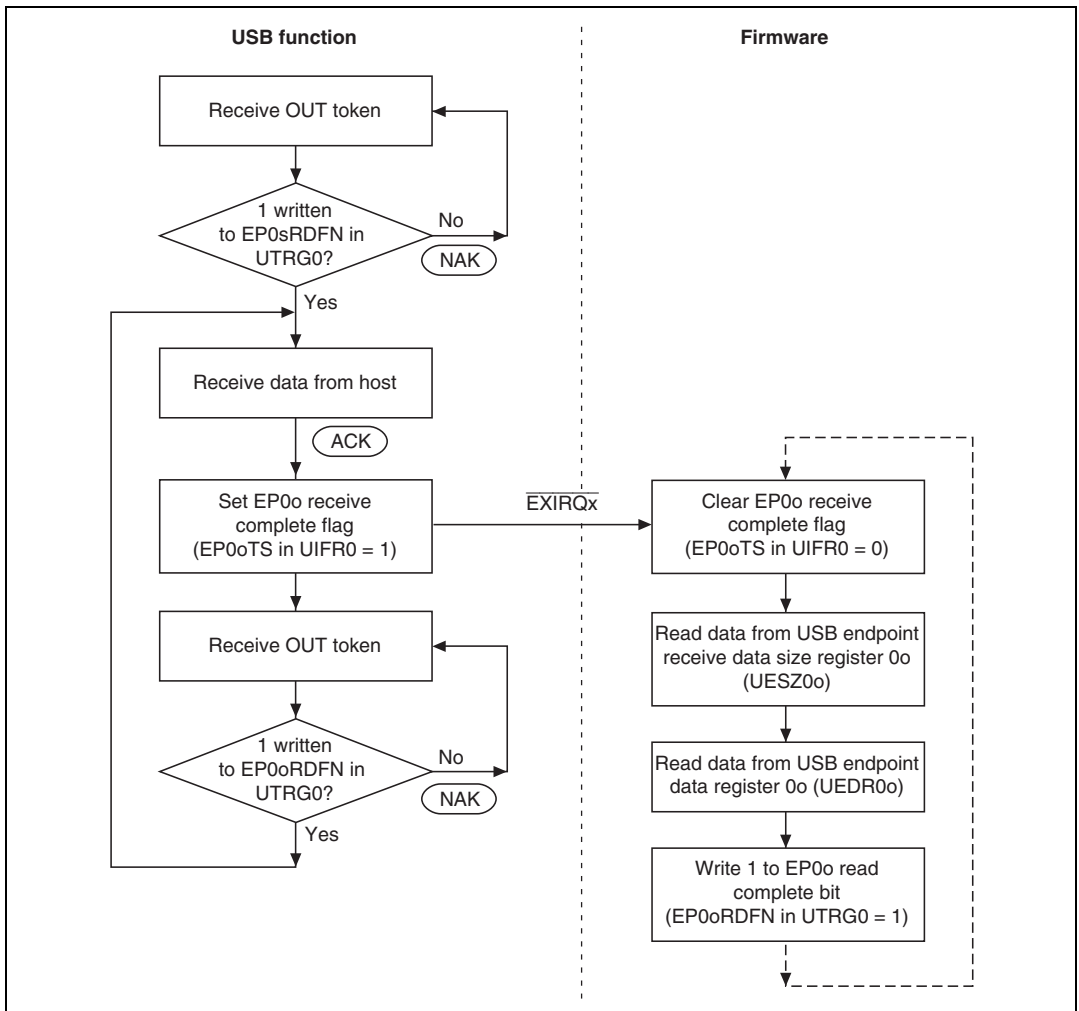 USB function
Firmware
Receive OUT token
1 written
to EP0sRDFN in
UTRG0?
No
NAK
Yes
Receive data from host
ACK
Set EP0o receive
complete flag
(EP0oTS in UIFR0 = 1)
EXIRQx
Clear EP0o receive
complete flag
(EP0oTS in UIFR0 = 0)
Receive OUT token
Read data from USB endpoint
receive data size register 0o
(UESZ0o)
1 written
to EP0oRDFN in
UTRG0?
No
NAK
Yes
Read data from USB endpoint
data register 0o (UEDR0o)
Write 1 to EP0o read
complete bit
(EP0oRDFN in UTRG0 = 1)